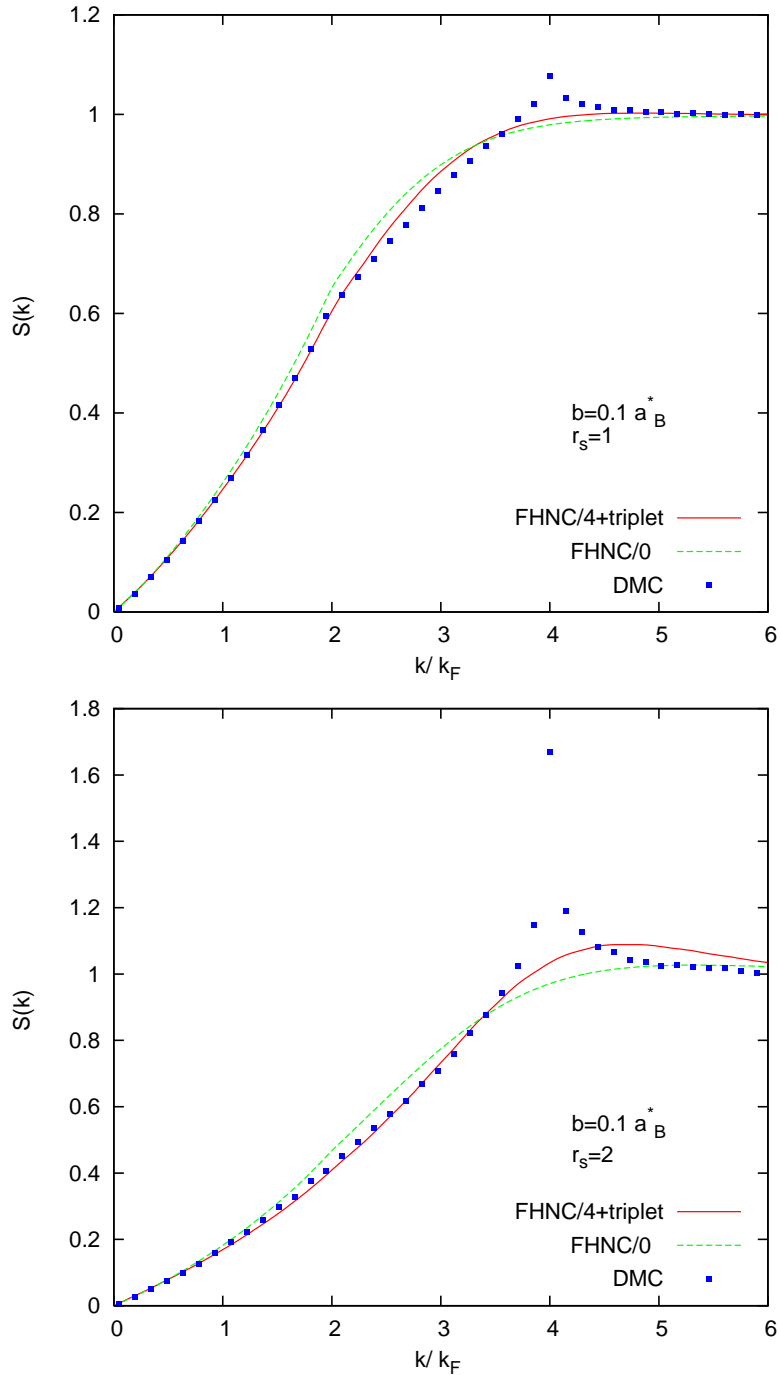 1.2
1
0.8
0.6
0.4
0.2
0
S(k)
b=0.1 a*B
rs=1
FHNC/4+triplet
FHNC/0
DMC
0 1 2 3 4 5 6
k/ kF
1.8
1.6
1.4
1.2
1
0.8
0.6
0.4
0.2
0
S(k)
b=0.1 a*B
rs=2
FHNC/4+triplet
FHNC/0
DMC
0 1 2 3 4 5 6
k/ kF